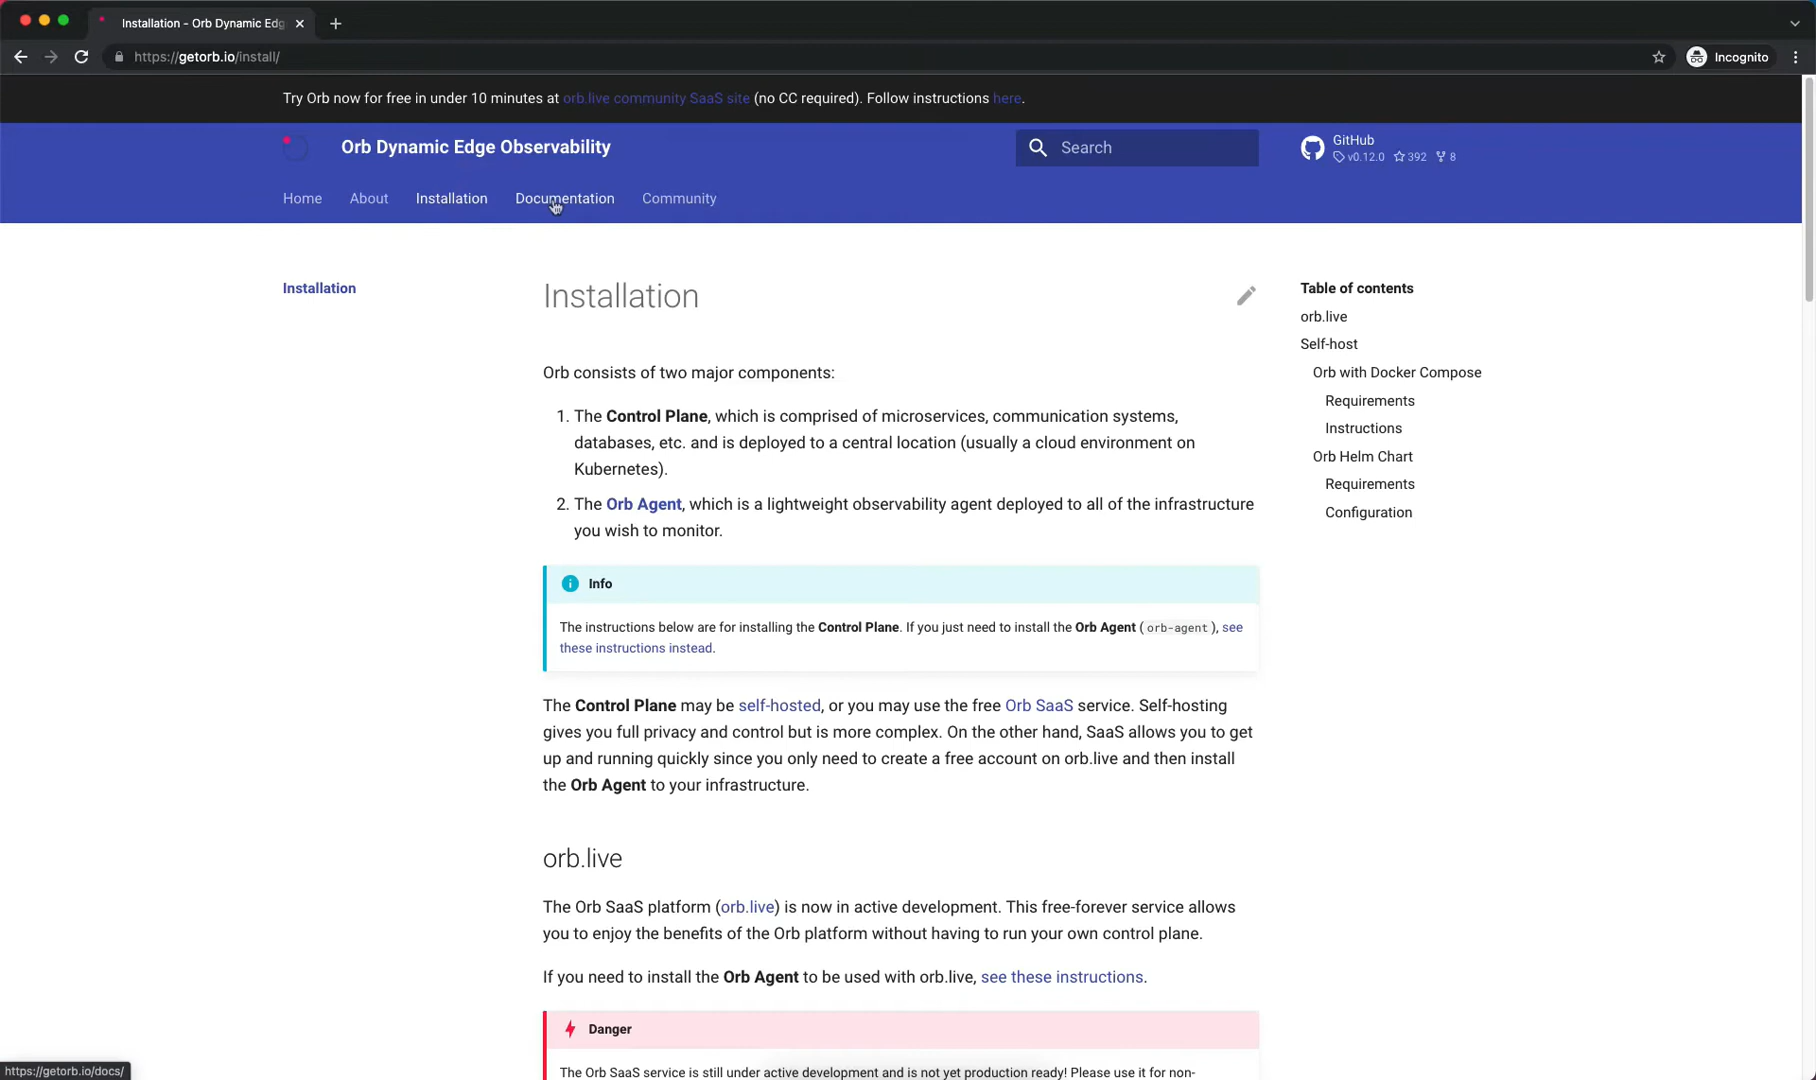 Installation - Orb Dynamic Edg
https://getorb.io/install/
Incognito
Try Orb now for free in under 10 minutes at orb.live community SaaS site (no CC required). Follow instructions here.
Orb Dynamic Edge Observability
Search
GitHub
v0.12.0 392 8
Home About Installation Documentation Community
Installation
Installation
Orb consists of two major components:
1. The Control Plane, which is comprised of microservices, communication systems,
databases, etc. and is deployed to a central location (usually a cloud environment on
Kubernetes).
2. The Orb Agent, which is a lightweight observability agent deployed to all of the infrastructure
you wish to monitor.
Info
The instructions below are for installing the Control Plane. If you just need to install the Orb Agent ( orb-agent ), see
these instructions instead.
The Control Plane may be self-hosted, or you may use the free Orb SaaS service. Self-hosting
gives you full privacy and control but is more complex. On the other hand, SaaS allows you to get
up and running quickly since you only need to create a free account on orb.live and then install
the Orb Agent to your infrastructure.
orb.live
The Orb SaaS platform (orb.live) is now in active development. This free-forever service allows
you to enjoy the benefits of the Orb platform without having to run your own control plane.
If you need to install the Orb Agent to be used with orb.live, see these instructions.
Danger
The Orb SaaS service is still under active development and is not yet production ready! Please use it for non-
Table of contents
orb.live
Self-host
Orb with Docker Compose
Requirements
Instructions
Orb Helm Chart
Requirements
Configuration
https://getorb.io/docs/